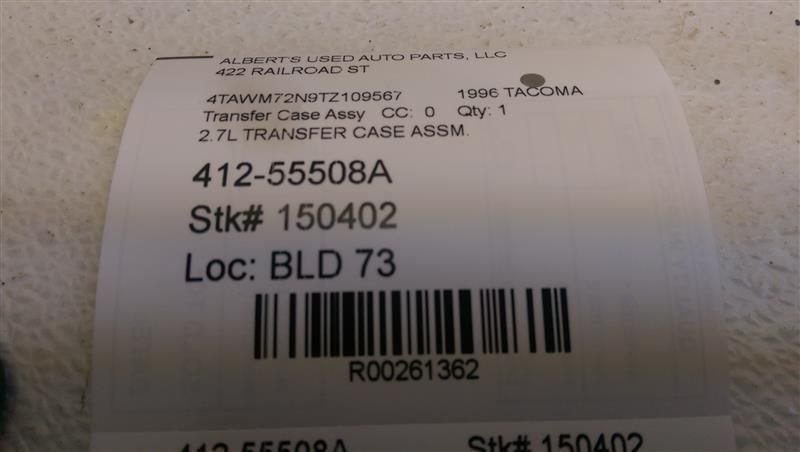 ALBERT'S USED AUTO PARTS, LLC
422 RAILROAD ST
4TAWM72N9TZ109567 1996 TACOMA
Transfer Case Assy CC: 0 Qty: 1
2.7L TRANSFER CASE ASSM.
412-55508A
Stk# 150402
Loc: BLD 73
R00261362
412-55508A Stk# 150402